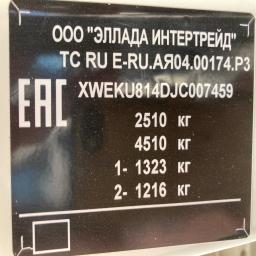 ООО "ЭЛЛАДА ИНТЕРТРЕЙД"
ТС RU E-RU.АЯ04.00174.Р3
EAC
XWEKU814DJC007459
2510 кг
4510 кг
1- 1323 кг
2- 1216 кг